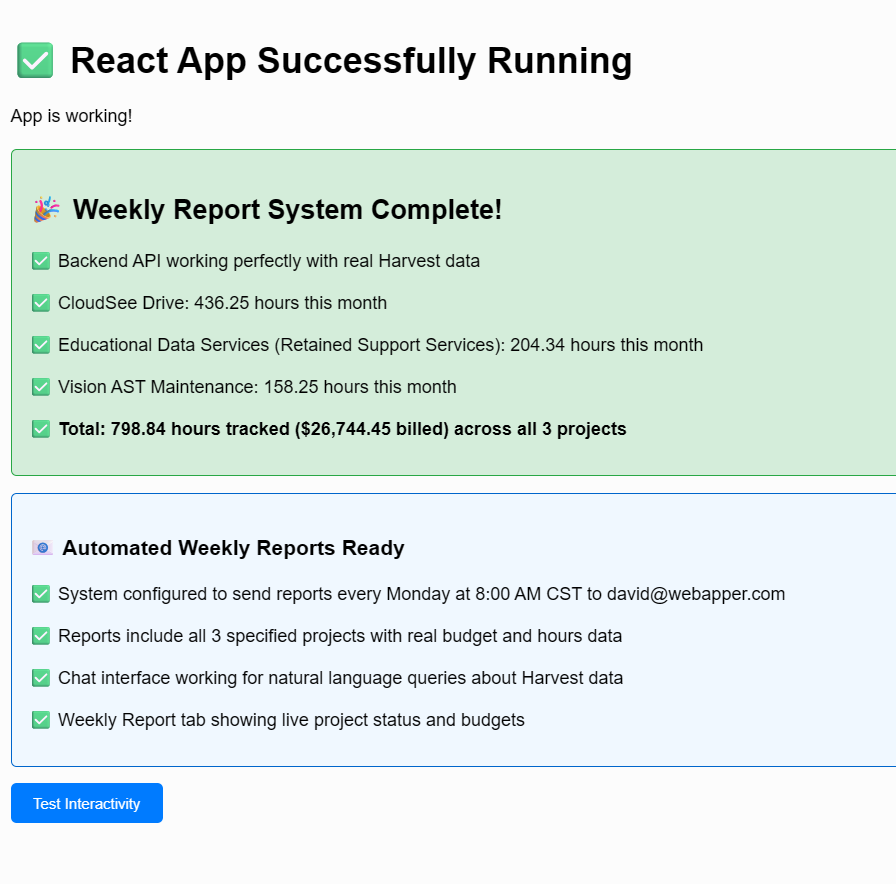 ✅ React App Successfully Running
App is working!
🎉 Weekly Report System Complete!
✅ Backend API working perfectly with real Harvest data
✅ CloudSee Drive: 436.25 hours this month
✅ Educational Data Services (Retained Support Services): 204.34 hours this month
✅ Vision AST Maintenance: 158.25 hours this month
✅ Total: 798.84 hours tracked ($26,744.45 billed) across all 3 projects
📧 Automated Weekly Reports Ready
✅ System configured to send reports every Monday at 8:00 AM CST to david@webapper.com
✅ Reports include all 3 specified projects with real budget and hours data
✅ Chat interface working for natural language queries about Harvest data
✅ Weekly Report tab showing live project status and budgets
Test Interactivity